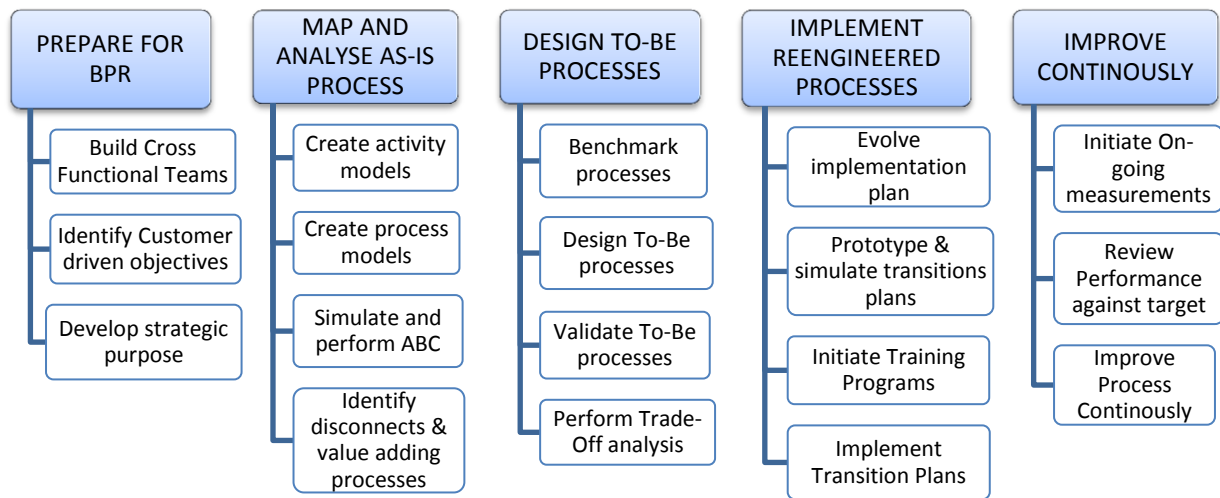 PREPARE FOR
BPR
Build Cross
Functional Teams
Identify Customer
driven objectives
Develop strategic
purpose
MAP AND
ANALYSE AS-IS
PROCESS
Create activity
models
Create process
models
Simulate and
perform ABC
Identify
disconnects &
value adding
processes
DESIGN TO-BE
PROCESSES
Benchmark
processes
Design To-Be
processes
Validate To-Be
processes
Perform Trade-
Off analysis
IMPLEMENT
REENGINEERED
PROCESSES
Evolve
implementation
plan
Prototype &
simulate transitions
plans
Initiate Training
Programs
Implement
Transition Plans
IMPROVE
CONTINOUSLY
Initiate On-
going
measurements
Review
Performance
against target
Improve
Process
Continously